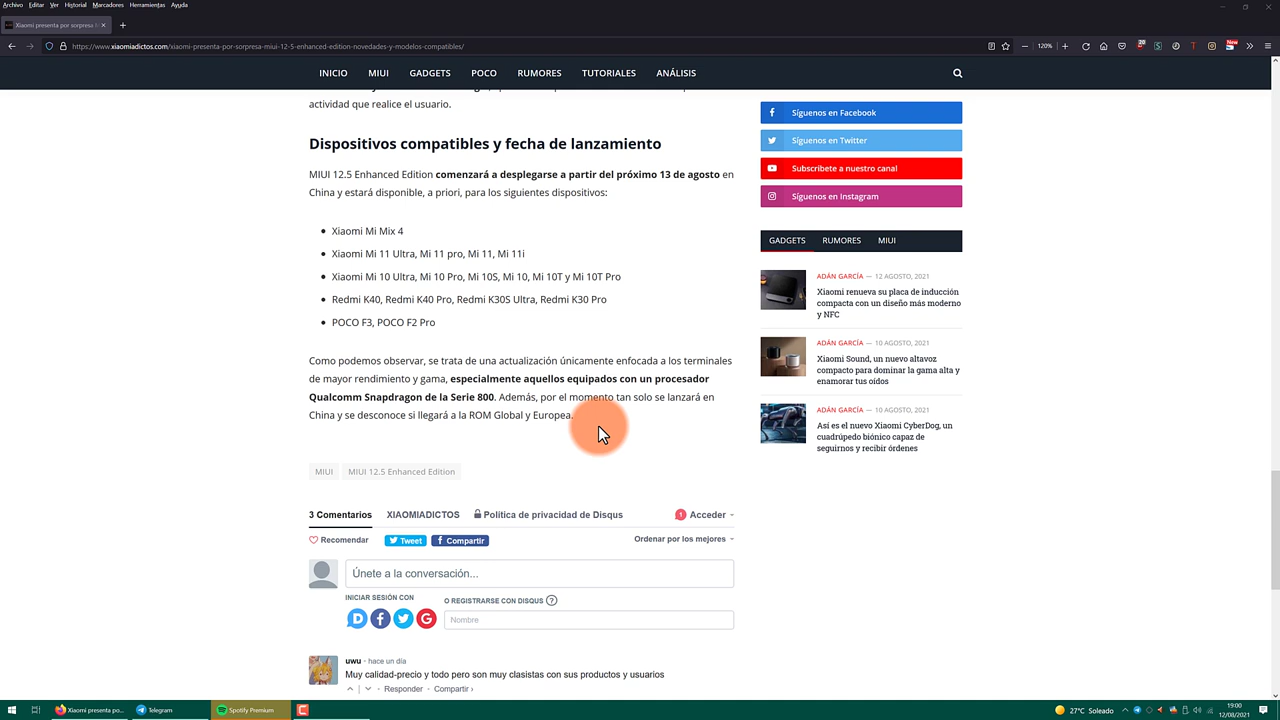 Archivo Editar Ver Historial Marcadores Herramientas Ayuda
Xiaomi presenta por sorpresa
https://www.xiaomiadictos.com/xiaomi-presenta-por-sorpresa-miui-12-5-enhanced-edition-novedades-y-modelos-compatibles/
120%
20
New
INICIO MIUI GADGETS POCO RUMORES TUTORIALES ANÁLISIS
actividad que realice el usuario.
Dispositivos compatibles y fecha de lanzamiento
MIUI 12.5 Enhanced Edition comenzará a desplegarse a partir del próximo 13 de agosto en
China y estará disponible, a priori, para los siguientes dispositivos:
Xiaomi Mi Mix 4
Xiaomi Mi 11 Ultra, Mi 11 pro, Mi 11, Mi 11i
Xiaomi Mi 10 Ultra, Mi 10 Pro, Mi 10S, Mi 10, Mi 10T y Mi 10T Pro
Redmi K40, Redmi K40 Pro, Redmi K30S Ultra, Redmi K30 Pro
POCO F3, POCO F2 Pro
Como podemos observar, se trata de una actualización únicamente enfocada a los terminales
de mayor rendimiento y gama, especialmente aquellos equipados con un procesador
Qualcomm Snapdragon de la Serie 800. Además, por el momento tan solo se lanzará en
China y se desconoce si llegará a la ROM Global y Europea.
MIUI MIUI 12.5 Enhanced Edition
3 Comentarios XIAOMIADICTOS Política de privacidad de Disqus 1 Acceder
Recomendar Tweet Compartir Ordenar por los mejores
Únete a la conversación...
INICIAR SESIÓN CON
O REGISTRARSE CON DISQUS ?
Nombre
uwu • hace un día
Muy calidad-precio y todo pero son muy clasistas con sus productos y usuarios
Responder • Compartir ›
Síguenos en Facebook
Síguenos en Twitter
Subscribete a nuestro canal
Síguenos en Instagram
GADGETS RUMORES MIUI
ADÁN GARCÍA — 12 AGOSTO, 2021
Xiaomi renueva su placa de inducción
compacta con un diseño más moderno
y NFC
ADÁN GARCÍA — 10 AGOSTO, 2021
Xiaomi Sound, un nuevo altavoz
compacto para dominar la gama alta y
enamorar tus oídos
ADÁN GARCÍA — 10 AGOSTO, 2021
Así es el nuevo Xiaomi CyberDog, un
cuadrúpedo biónico capaz de
seguirnos y recibir órdenes
Xiaomi presenta po... Telegram Spotify Premium
27°C Soleado
19:00
12/08/2021